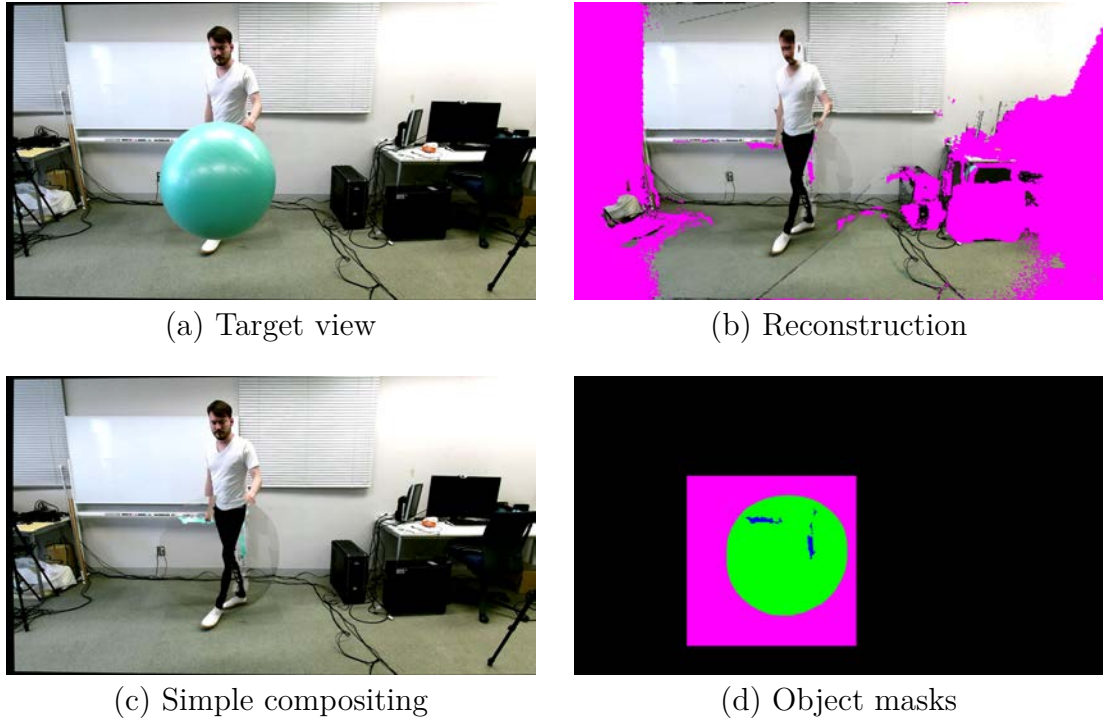 (a) Target view
(b) Reconstruction
(c) Simple compositing
(d) Object masks